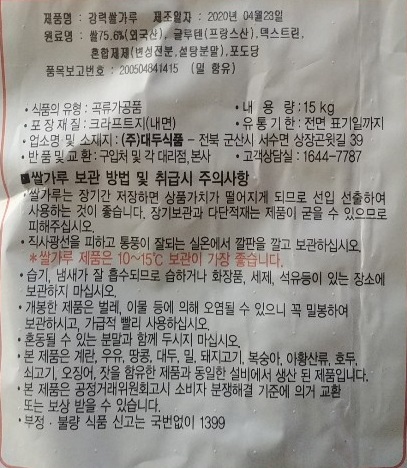 제품명 : 강력쌀가루 제조일자 : 2020년 04월23일
원료명 : 쌀75.6%(외국산), 글루텐(프랑스산),덱스트린,
혼합제제(변성전분,설탕분말),포도당
품목보고번호 : 200504841415 (밀 함유)
• 식품의 유형 : 곡류가공품 • 내 용 량 : 15 kg
• 포 장 재 질 : 크라프트지(내면) • 유 통 기 한 : 전면 표기일까지
• 업소명 및 소재지 : (주)대두식품 – 전북 군산시 서수면 상장곤윗길 39
• 반 품 및 교 환 : 구입처 및 각 대리점, 본사 • 고객상담실 : 1644-7787
■쌀가루 보관 방법 및 취급시 주의사항
• 쌀가루는 장기간 저장하면 상품가치가 떨어지게 되므로 선입 선출하여
사용하는 것이 좋습니다. 장기보관과 다단적재는 제품이 굳을 수 있으므로
피해주십시오.
• 직사광선을 피하고 통풍이 잘되는 실온에서 깔판을 깔고 보관하십시오.
*쌀가루 제품은 10~15℃ 보관이 가장 좋습니다.
• 습기, 냄새가 잘 흡수되므로 습하거나 화장품, 세제, 석유등이 있는 장소에
보관하지 마십시오.
• 개봉한 제품은 벌레, 이물 등에 의해 오염될 수 있으니 꼭 밀봉하여
보관하시고, 가급적 빨리 사용하십시오.
• 혼동될 수 있는 분말과 함께 두시지 마십시오.
• 본 제품은 계란, 우유, 땅콩, 대두, 밀, 돼지고기, 복숭아, 아황산류, 호두,
쇠고기, 오징어, 잣을 함유한 제품과 동일한 설비에서 생산 된 제품입니다.
• 본 제품은 공정거래위원회고시 소비자 분쟁해결 기준에 의거 교환
또는 보상 받을 수 있습니다.
• 부정 · 불량 식품 신고는 국번없이 1399